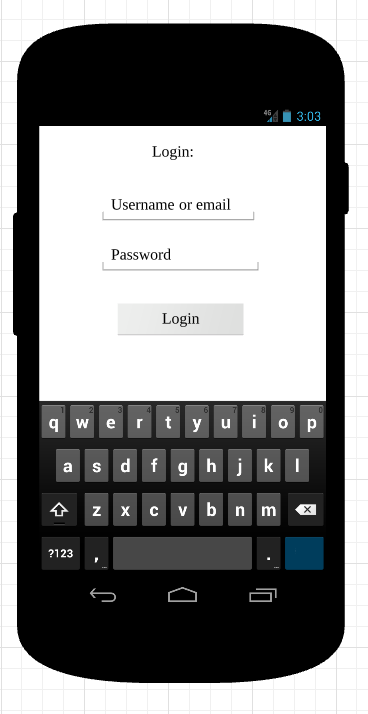 4G 3:03
Login:
Username or email
Password
Login
1 2 3 4 5 6 7 8 9 0
q w e r t y u i o p
a s d f g h j k l
z x c v b n m
?123 , ... . ...